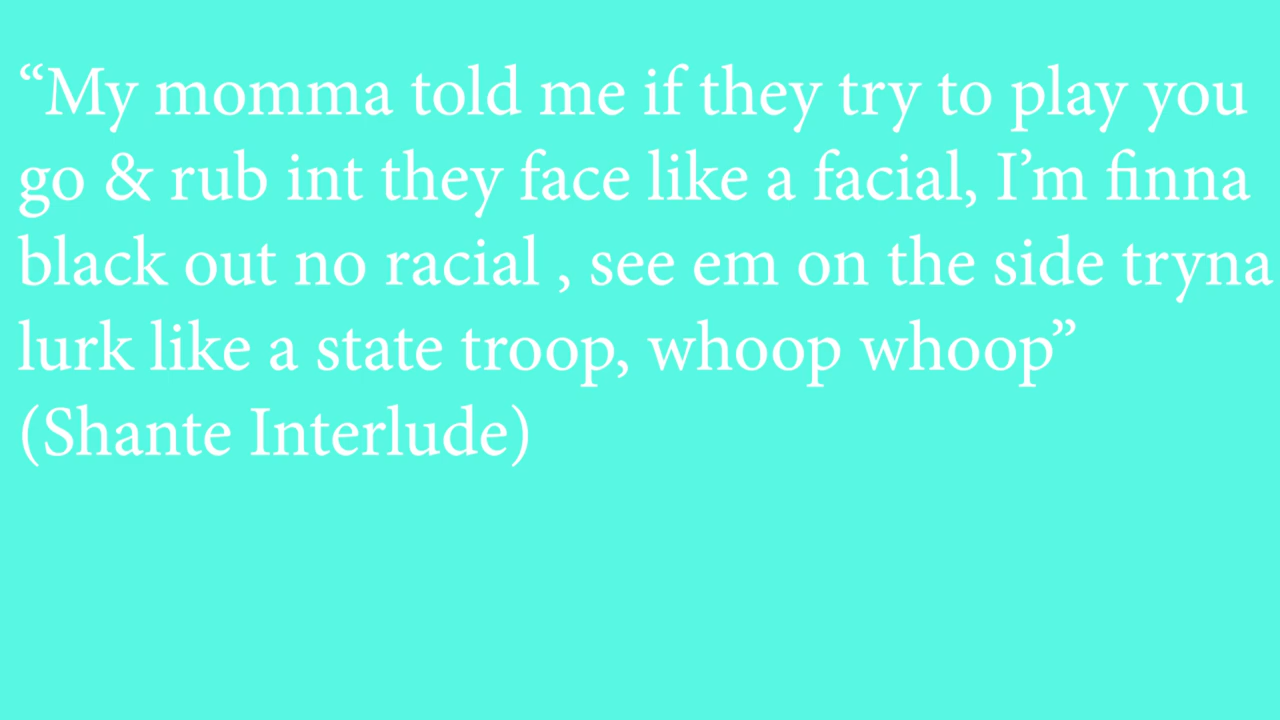 “My momma told me if they try to play you
go & rub int they face like a facial, I’m finna
black out no racial , see em on the side tryna
lurk like a state troop, whoop whoop”
(Shante Interlude)